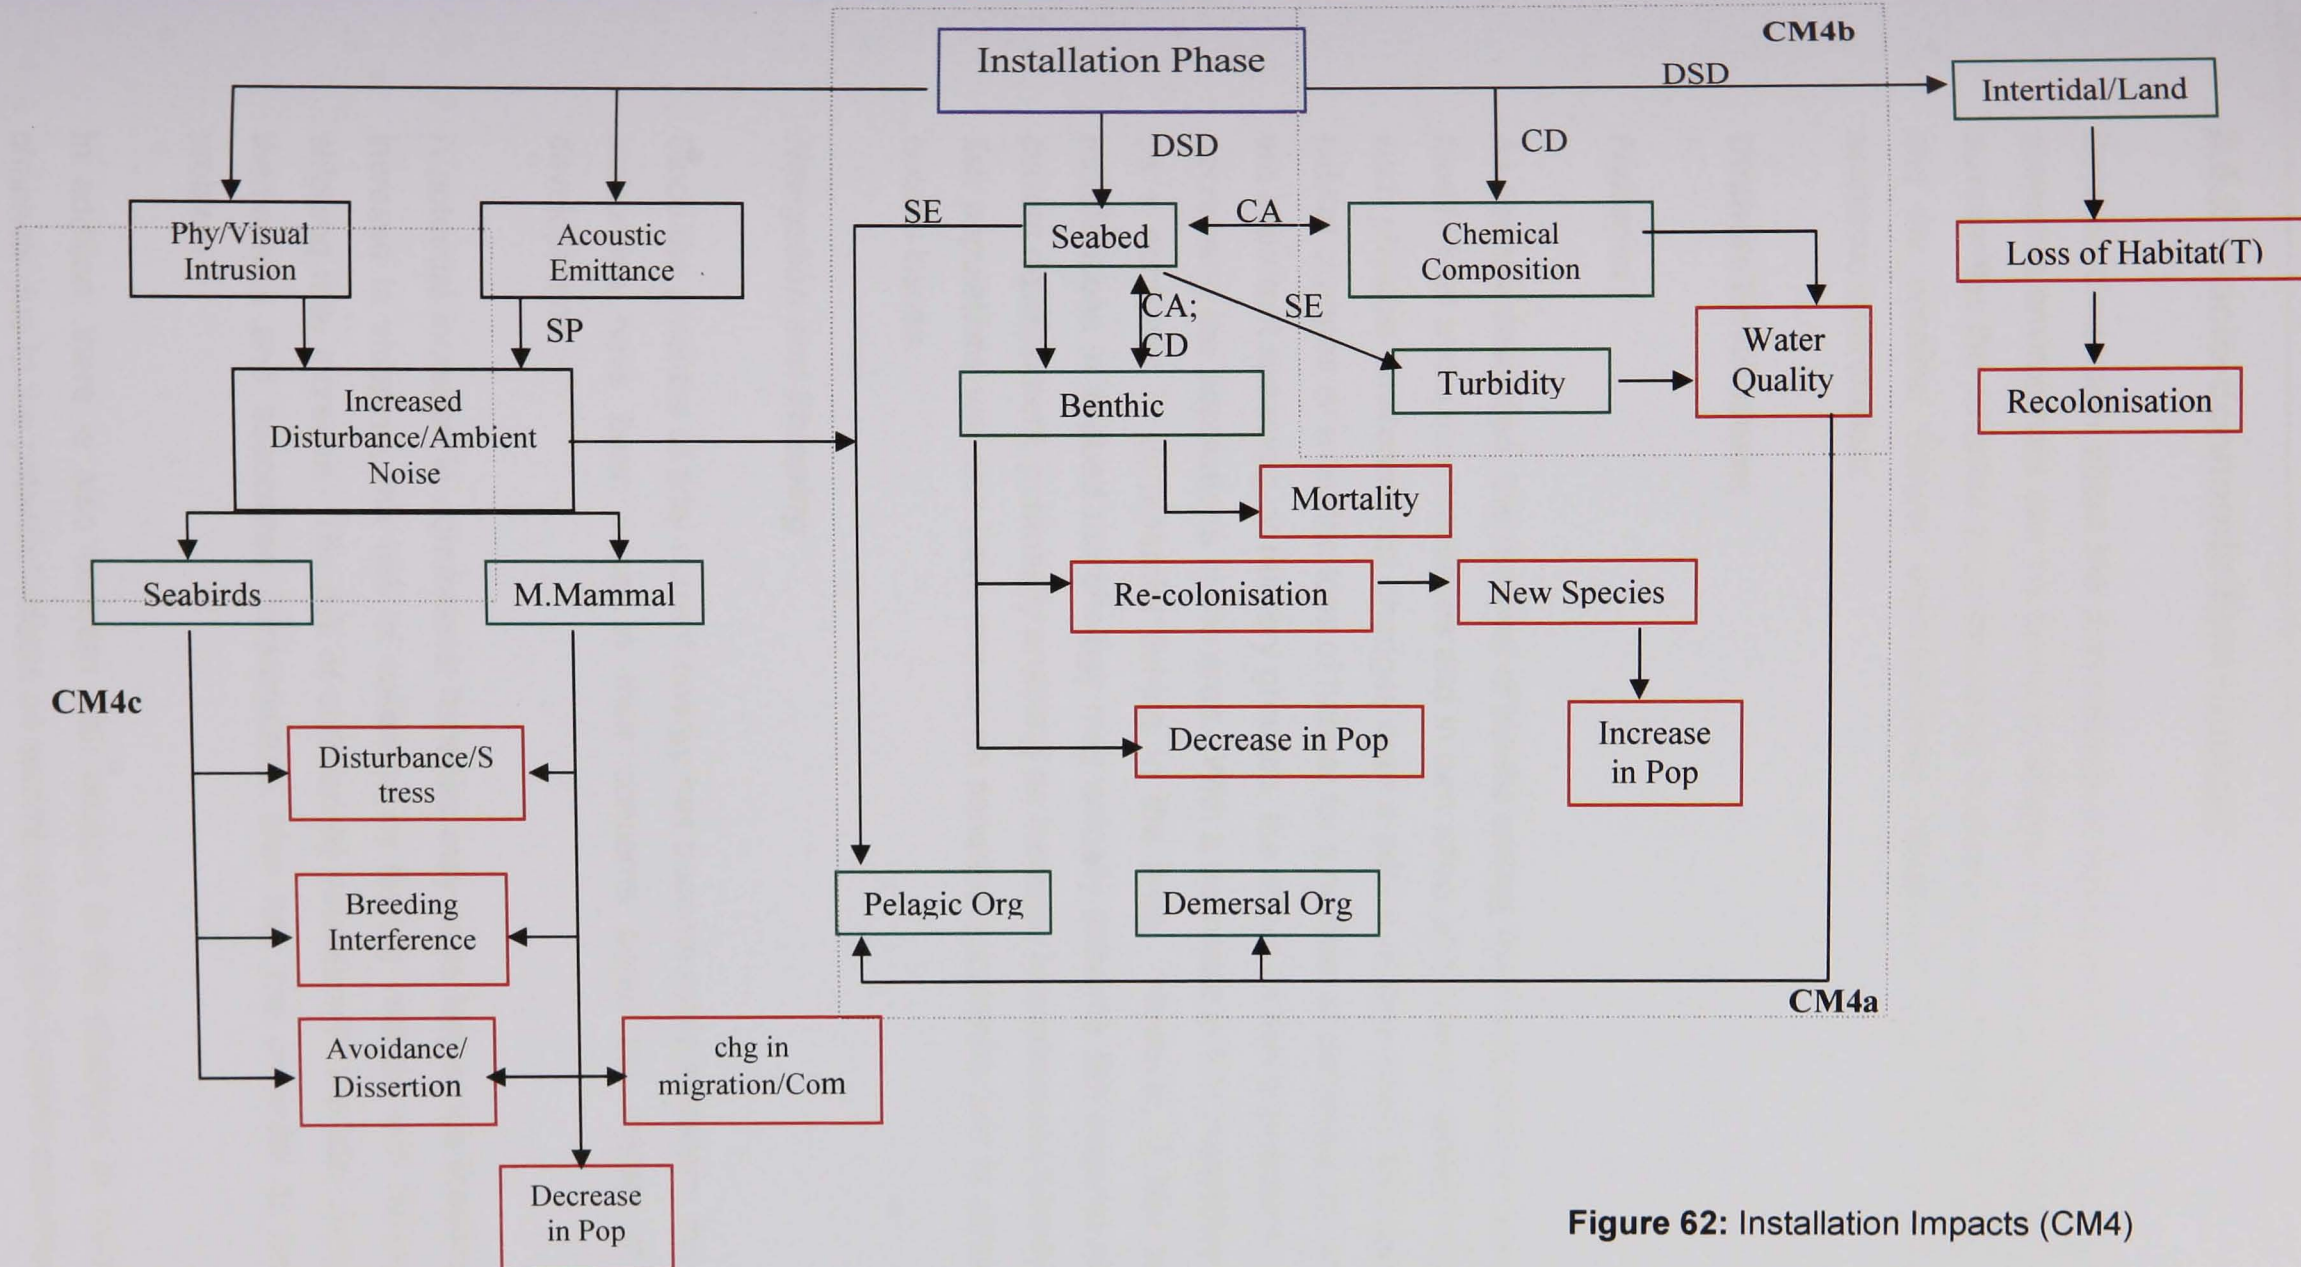 CM4b
Installation Phase
DSD
Intertidal/Land
DSD
CD
Phy/Visual
Intrusion
Acoustic
Emittance
SE
Seabed
CA
Chemical
Composition
Loss of Habitat(T)
SP
CA;
CD
SE
Water
Quality
Increased
Disturbance/Ambient
Noise
Benthic
Turbidity
Recolonisation
Mortality
Seabirds
M.Mammal
Re-colonisation
New Species
CM4c
Disturbance/S
tress
Decrease in Pop
Increase
in Pop
Breeding
Interference
Pelagic Org
Demersal Org
CM4a
Avoidance/
Dissertion
chg in
migration/Com
Decrease
in Pop
Figure 62: Installation Impacts (CM4)